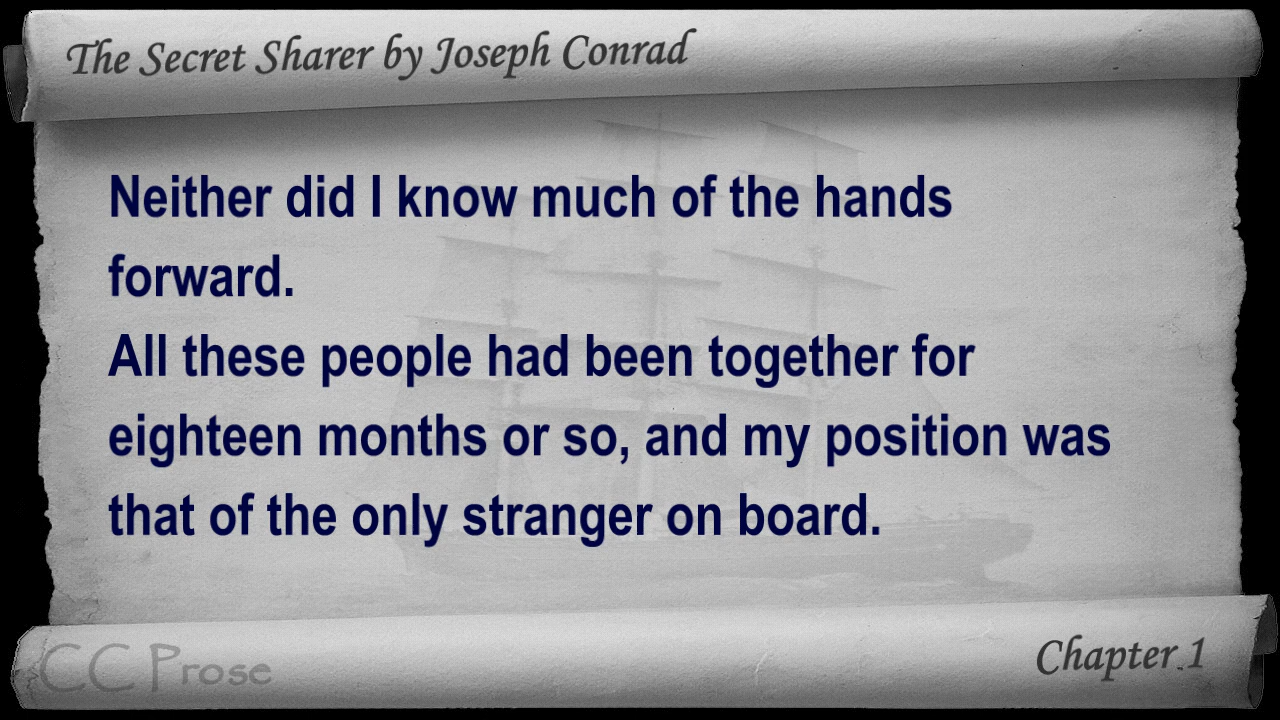 The Secret Sharer by Joseph Conrad
Neither did I know much of the hands
forward.
All these people had been together for
eighteen months or so, and my position was
that of the only stranger on board.
CC Prose
Chapter 1